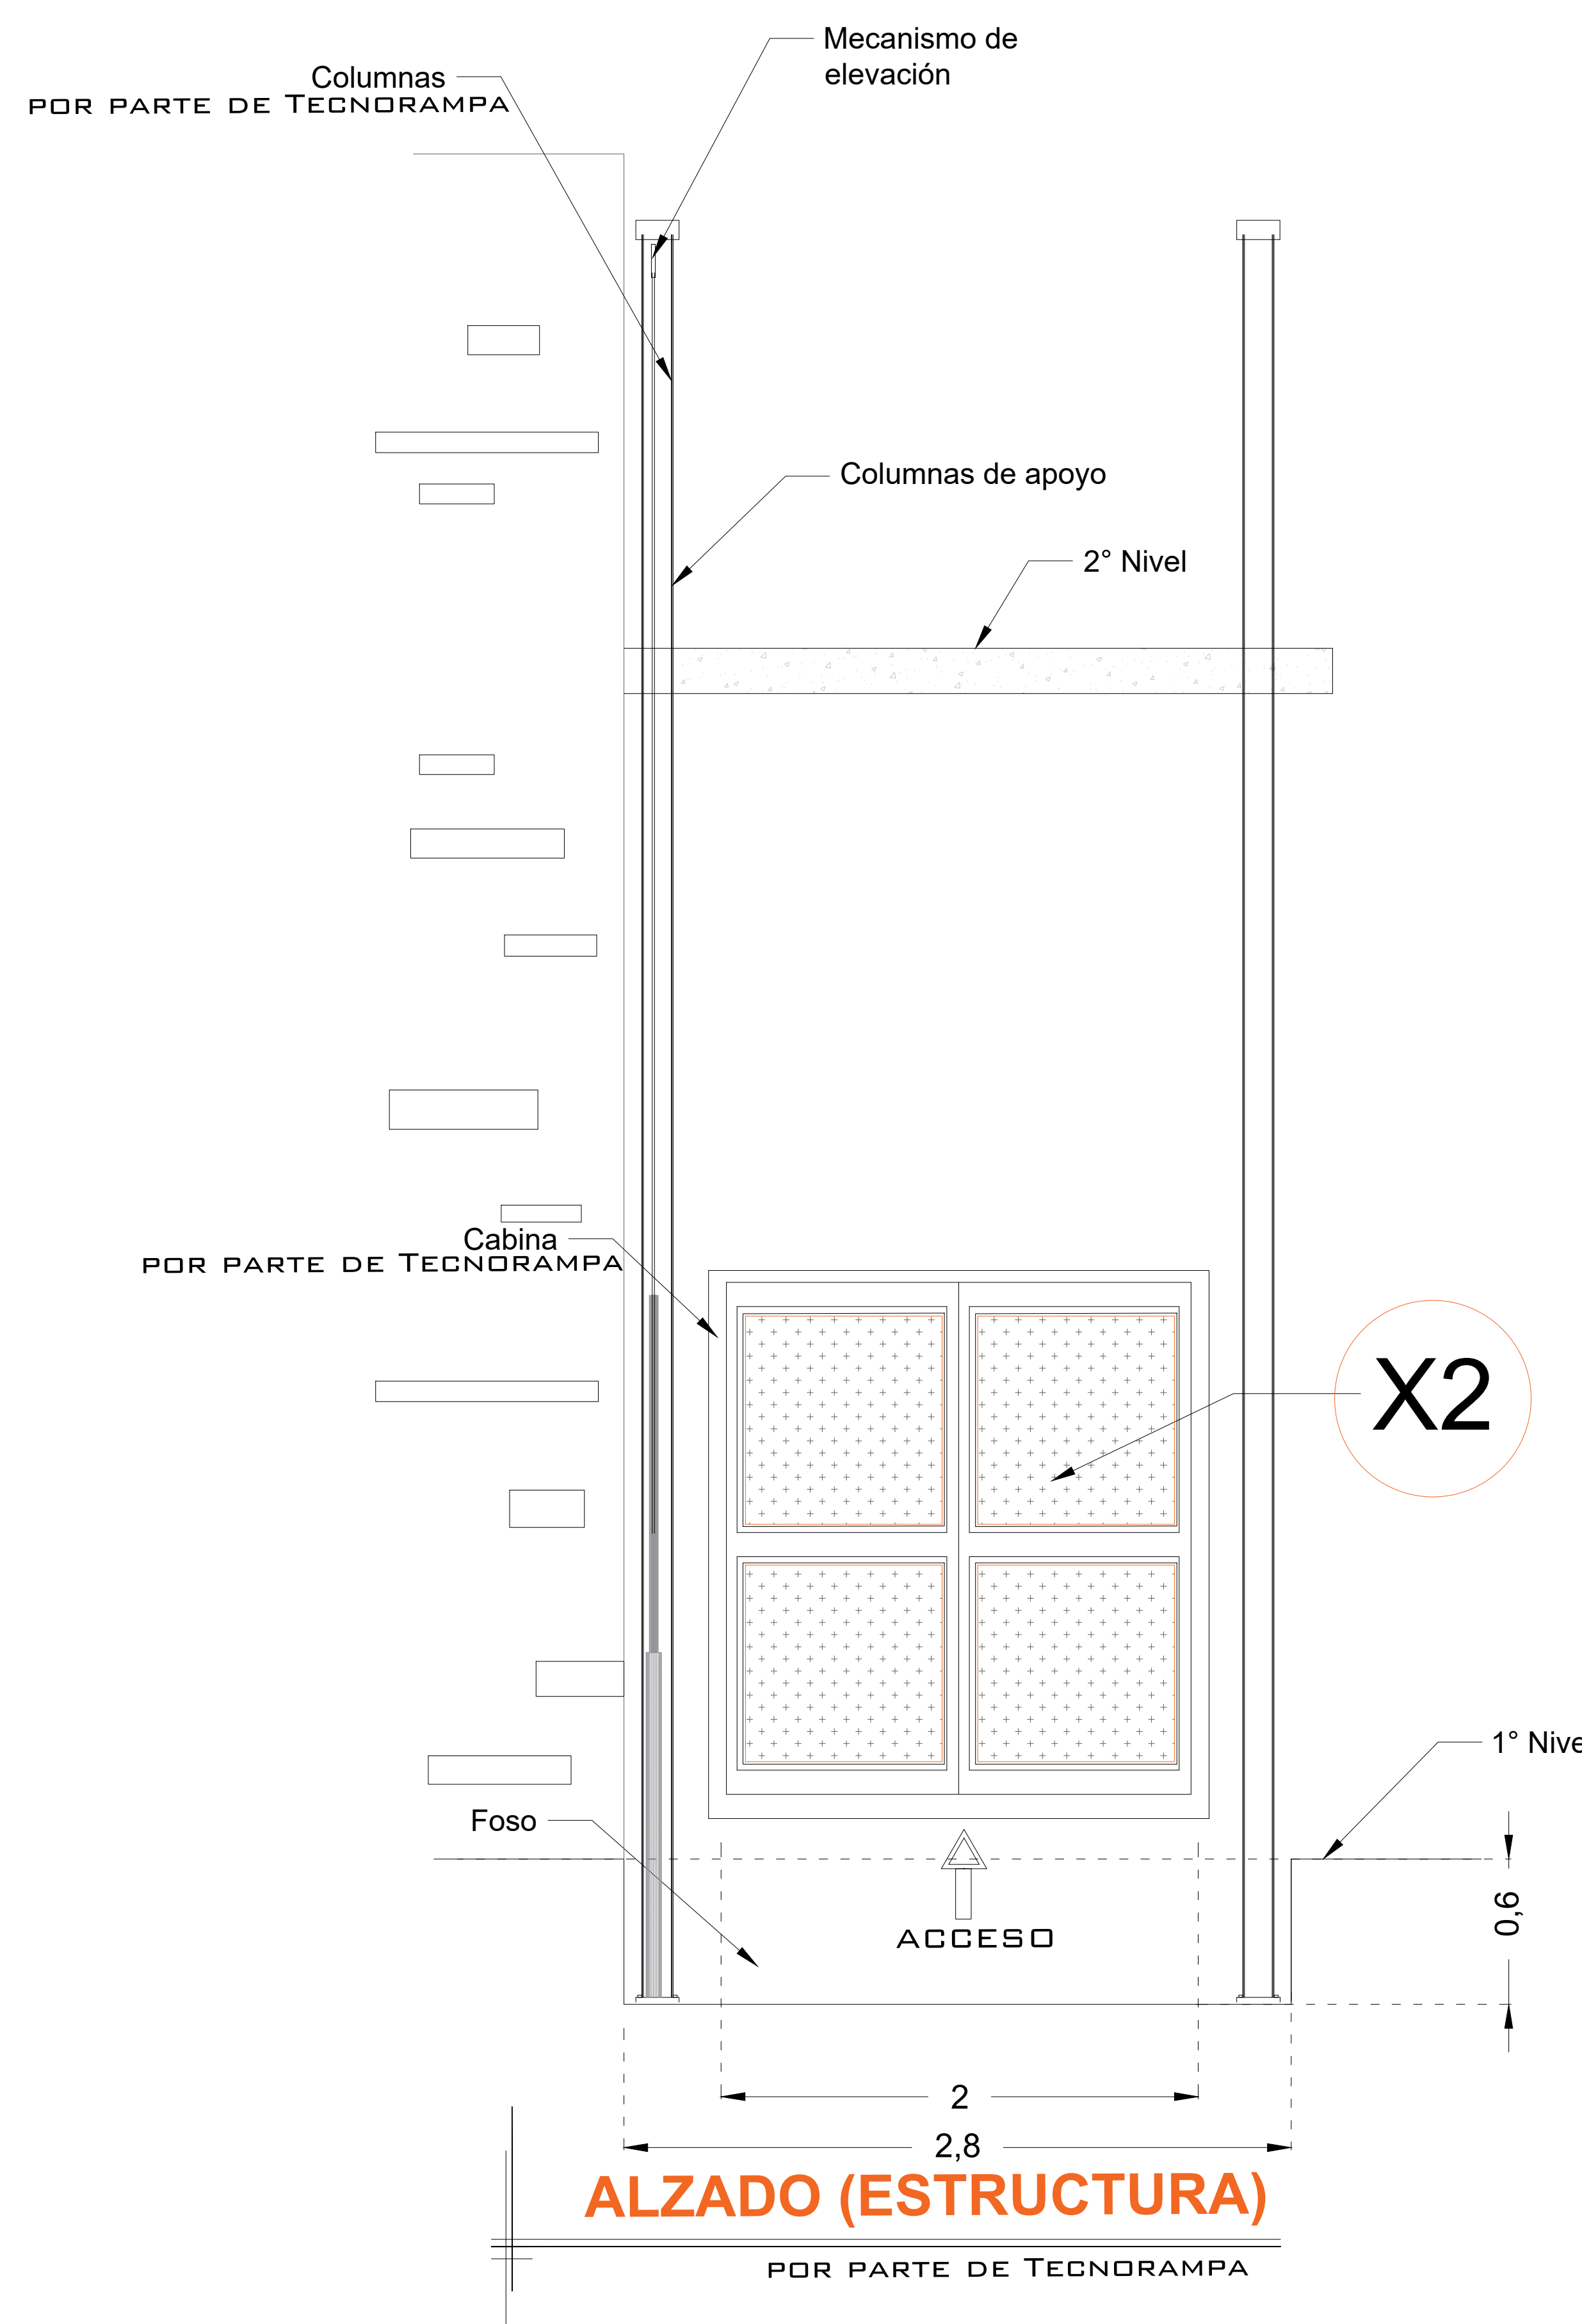 Mecanismo de
elevación
Columnas
POR PARTE DE TECNORAMPA
Columnas de apoyo
2° Nivel
Cabina
POR PARTE DE TECNORAMPA
X2
1° Nive
Foso
ACCESO
0,6
2
2,8
ALZADO (ESTRUCTURA)
POR PARTE DE TECNORAMPA